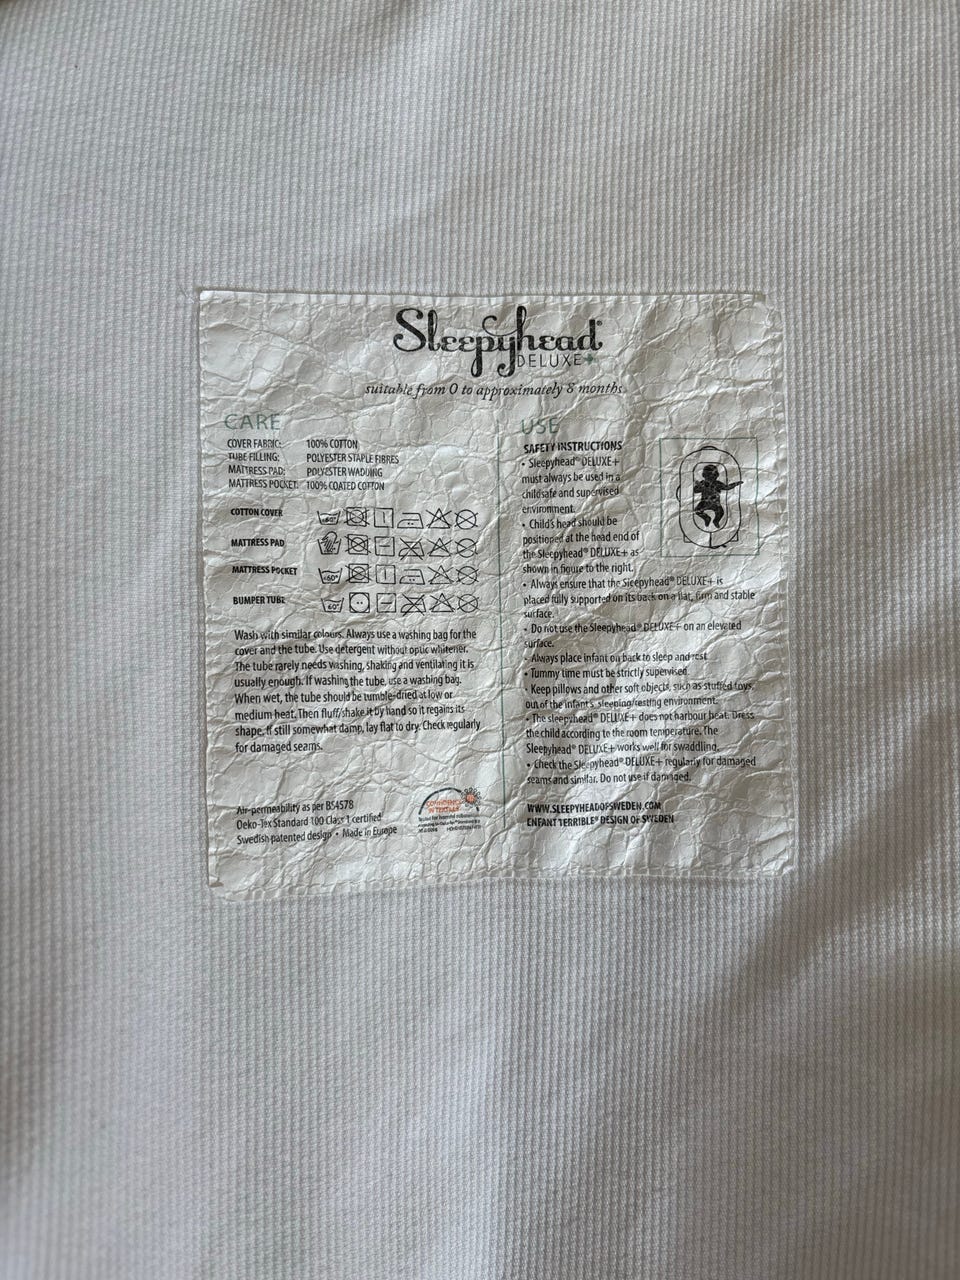 Sleepyhead®
DELUXE+
suitable from 0 to approximately 8 months
CARE
COVER FABRIC: 100% COTTON
TUBE FILLING: POLYESTER STAPLE FIBRES
MATTRESS PAD: POLYESTER WADDING
MATTRESS POCKET: 100% COATED COTTON
COTTON COVER 60°
MATTRESS PAD
MATTRESS POCKET 60°
BUMPER TUBE 60°
Wash with similar colours. Always use a washing bag for the
cover and the tube. Use detergent without optic whitener.
The tube rarely needs washing, shaking and ventilating it is
usually enough. If washing the tube, use a washing bag.
When wet, the tube should be tumble-dried at low or
medium heat. Then fluff/shake it by hand so it regains its
shape. If still somewhat damp, lay flat to dry. Check regularly
for damaged seams.
Air-permeability as per BS4578
Oeko-Tex Standard 100 Class 1 certified
Swedish patented design • Made in Europe
CONFIDENCE
IN TEXTILES
USE
SAFETY INSTRUCTIONS
• Sleepyhead® DELUXE+
must always be used in a
childsafe and supervised
environment.
• Child's head should be
positioned at the head end of
the Sleepyhead® DELUXE+ as
shown in figure to the right.
• Always ensure that the Sleepyhead® DELUXE+ is
placed fully supported on its back on a flat, firm and stable
surface.
• Do not use the Sleepyhead® DELUXE+ on an elevated
surface.
• Always place infant on back to sleep and rest.
• Tummy time must be strictly supervised.
• Keep pillows and other soft objects, such as stuffed toys,
out of the infant's sleeping/resting environment.
• The sleepyhead® DELUXE+ does not harbour heat. Dress
the child according to the room temperature. The
Sleepyhead® DELUXE+ works well for swaddling.
• Check the Sleepyhead® DELUXE+ regularly for damaged
seams and similar. Do not use if damaged.
WWW.SLEEPYHEADOFSWEDEN.COM
ENFANT TERRIBLE® DESIGN OF SWEDEN